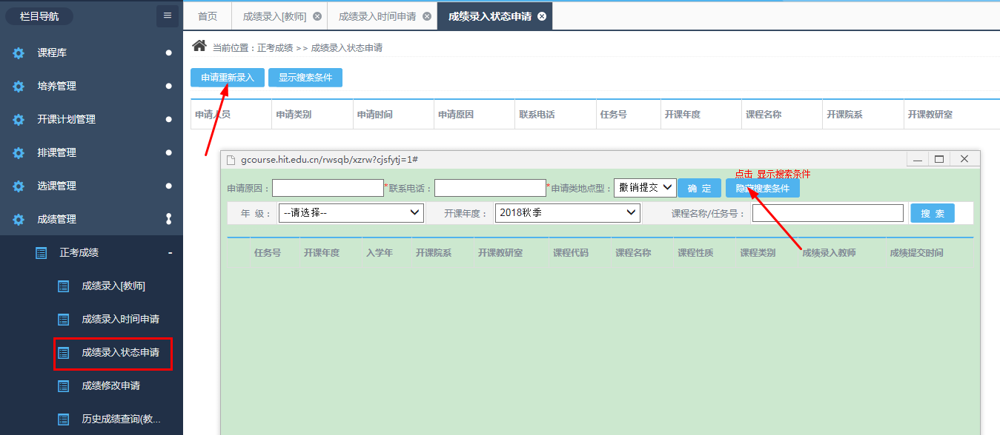 栏目导航
课程库
培养管理
开课计划管理
排课管理
选课管理
成绩管理
正考成绩 -
成绩录入[教师]
成绩录入时间申请
成绩录入状态申请
成绩修改申请
历史成绩查询(教...
首页 成绩录入[教师] 成绩录入时间申请 成绩录入状态申请
当前位置：正考成绩 >> 成绩录入状态申请
申请重新录入 显示搜索条件
申请人员 申请类别 申请时间 申请原因 联系电话 任务号 开课年度 课程名称 开课院系 开课教研室
gcourse.hit.edu.cn/rwsqb/xzrw?cjsfytj=1#
点击 显示搜索条件
申请原因： *联系电话： *申请类地点型： 撤销提交 确 定 隐藏搜索条件
年 级： --请选择-- 开课年度： 2018秋季 课程名称/任务号： 搜 索
任务号 开课年度 入学年 开课院系 开课教研室 课程代码 课程名称 课程性质 课程类别 成绩录入教师 成绩提交时间